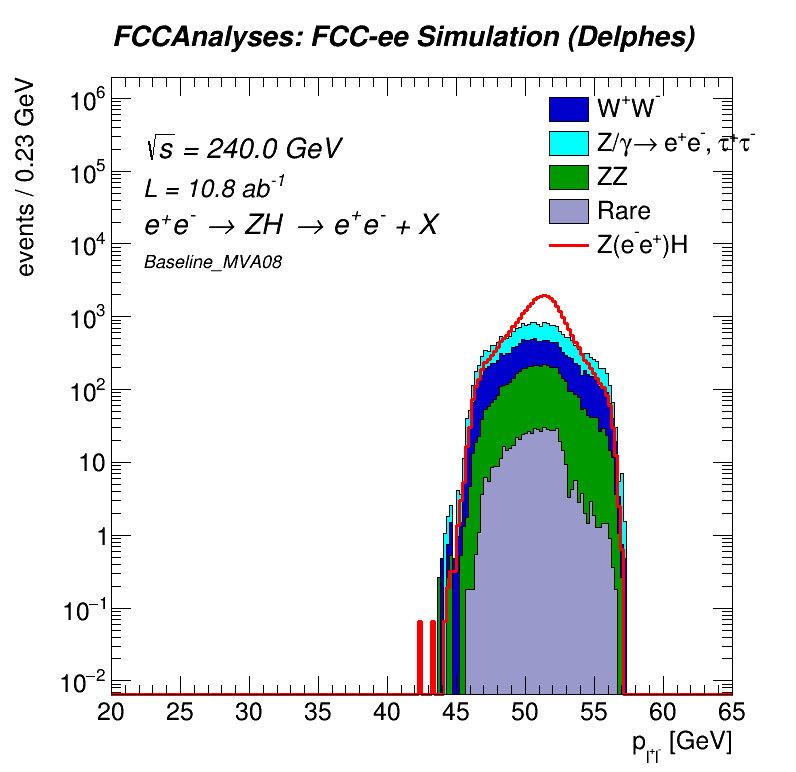 FCCAnalyses: FCC-ee Simulation (Delphes)
events / 0.23 GeV
10⁶
10⁵
10⁴
10³
10²
10
1
10⁻¹
10⁻²
√s = 240.0 GeV
L = 10.8 ab⁻¹
e⁺e⁻ → ZH → e⁺e⁻ + X
Baseline_MVA08
W⁺W⁻
Z/γ→ e⁺e⁻, τ⁺τ⁻
ZZ
Rare
Z(e⁻e⁺)H
20 25 30 35 40 45 50 55 60 65
p_l⁺l⁻ [GeV]